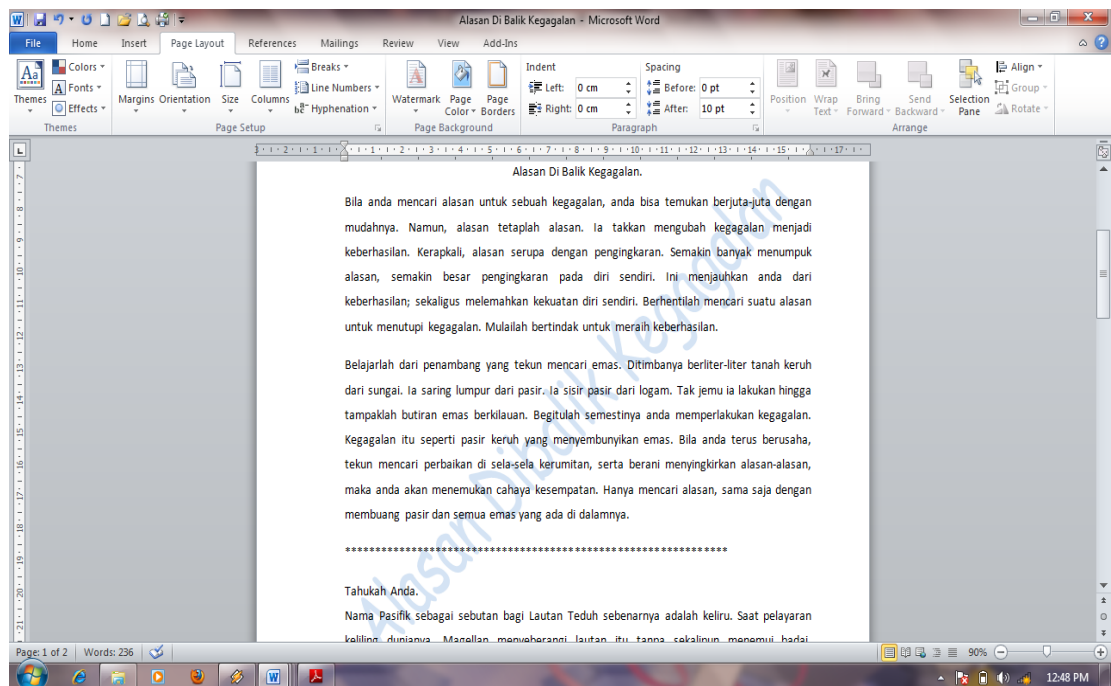 Alasan Di Balik Kegagalan - Microsoft Word
File Home Insert Page Layout References Mailings Review View Add-Ins
Colors Breaks Indent Spacing Align
Aa Fonts Line Numbers Left: 0 cm Before: 0 pt Group
Themes Effects Margins Orientation Size Columns Hyphenation Watermark Page Color Page Borders Right: 0 cm After: 10 pt Position Wrap Text Bring Forward Send Backward Selection Pane Rotate
Themes Page Setup Page Background Paragraph Arrange
Alasan Di Balik Kegagalan.
Bila anda mencari alasan untuk sebuah kegagalan, anda bisa temukan berjuta-juta dengan
mudahnya. Namun, alasan tetaplah alasan. Ia takkan mengubah kegagalan menjadi
keberhasilan. Kerapkali, alasan serupa dengan pengingkaran. Semakin banyak menumpuk
alasan, semakin besar pengingkaran pada diri sendiri. Ini menjauhkan anda dari
keberhasilan; sekaligus melemahkan kekuatan diri sendiri. Berhentilah mencari suatu alasan
untuk menutupi kegagalan. Mulailah bertindak untuk meraih keberhasilan.
Belajarlah dari penambang yang tekun mencari emas. Ditimbanya berliter-liter tanah keruh
dari sungai. Ia saring lumpur dari pasir. Ia sisir pasir dari logam. Tak jemu ia lakukan hingga
tampaklah butiran emas berkilauan. Begitulah semestinya anda memperlakukan kegagalan.
Kegagalan itu seperti pasir keruh yang menyembunyikan emas. Bila anda terus berusaha,
tekun mencari perbaikan di sela-sela kerumitan, serta berani menyingkirkan alasan-alasan,
maka anda akan menemukan cahaya kesempatan. Hanya mencari alasan, sama saja dengan
membuang pasir dan semua emas yang ada di dalamnya.
****************************************************************
Tahukah Anda.
Nama Pasifik sebagai sebutan bagi Lautan Teduh sebenarnya adalah keliru. Saat pelayaran
keliling dunianya, Magellan menyeberangi lautan itu tanpa sekalipun menemui badai.
Alasan Dibalik Kegagalan
Page: 1 of 2 Words: 236 90%
12:48 PM